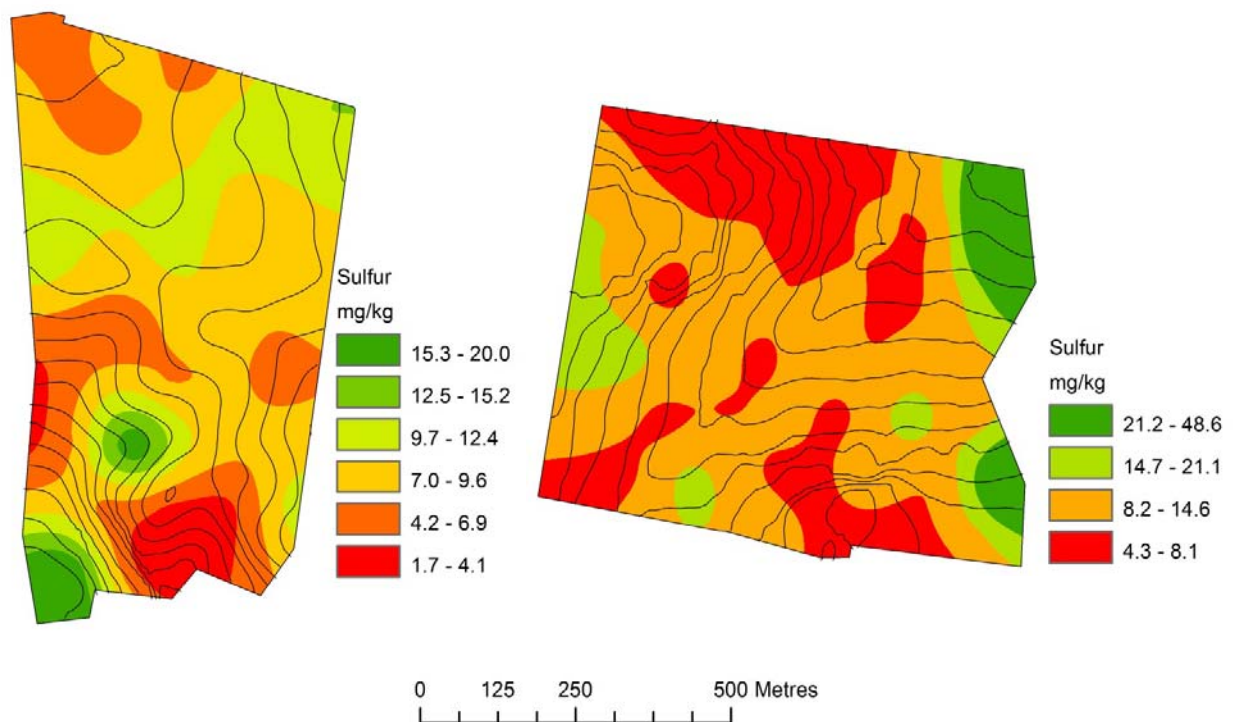 Sulfur
mg/kg
15.3 - 20.0
12.5 - 15.2
9.7 - 12.4
7.0 - 9.6
4.2 - 6.9
1.7 - 4.1
Sulfur
mg/kg
21.2 - 48.6
14.7 - 21.1
8.2 - 14.6
4.3 - 8.1
0 125 250 500 Metres